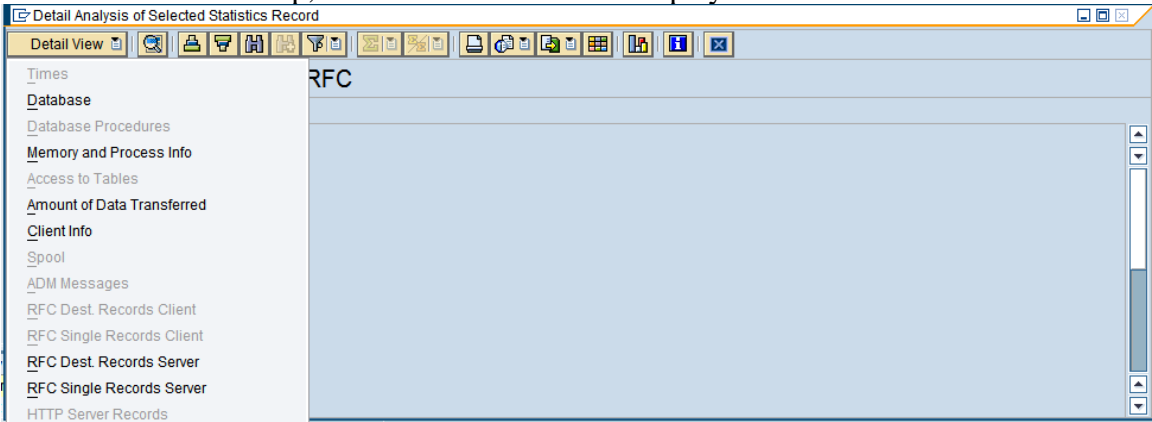 Detail Analysis of Selected Statistics Record
Detail View
RFC
Times
Database
Database Procedures
Memory and Process Info
Access to Tables
Amount of Data Transferred
Client Info
Spool
ADM Messages
RFC Dest. Records Client
RFC Single Records Client
RFC Dest. Records Server
RFC Single Records Server
HTTP Server Records